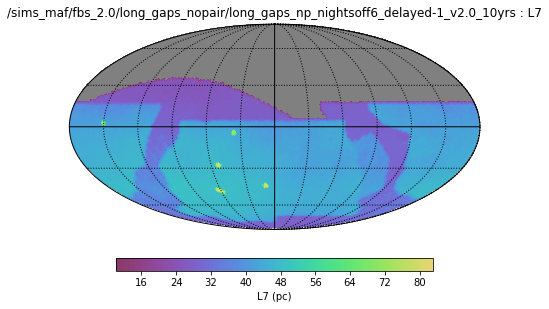 /sims_maf/fbs_2.0/long_gaps_nopair/long_gaps_np_nightsoff6_delayed-1_v2.0_10yrs : L7
16 24 32 40 48 56 64 72 80
L7 (pc)